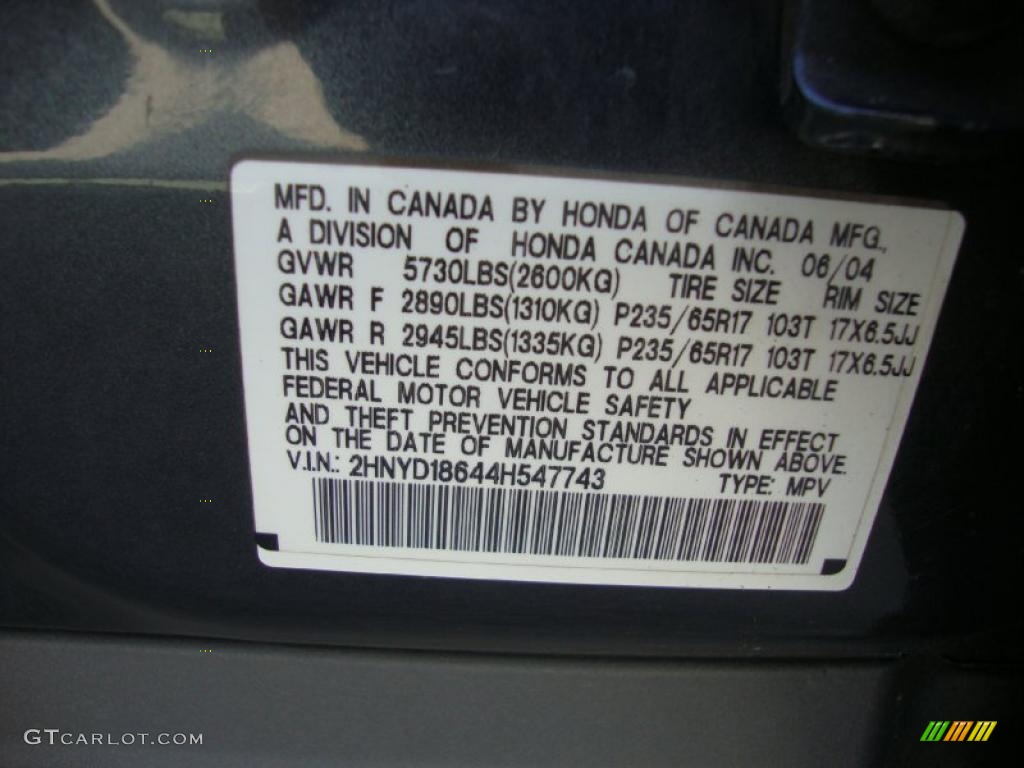 MFD. IN CANADA BY HONDA OF CANADA MFG.,
A DIVISION OF HONDA CANADA INC. 06/04
GVWR 5730LBS(2600KG) TIRE SIZE RIM SIZE
GAWR F 2890LBS(1310KG) P235/65R17 103T 17X6.5JJ
GAWR R 2945LBS(1335KG) P235/65R17 103T 17X6.5JJ
THIS VEHICLE CONFORMS TO ALL APPLICABLE
FEDERAL MOTOR VEHICLE SAFETY
AND THEFT PREVENTION STANDARDS IN EFFECT
ON THE DATE OF MANUFACTURE SHOWN ABOVE.
V.I.N.: 2HNYD18644H547743 TYPE: MPV
GTCARLOT.COM